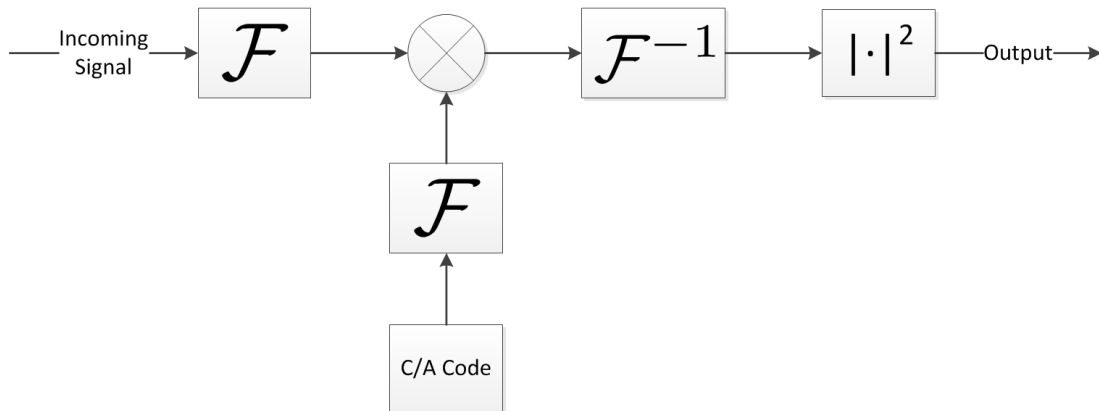 Incoming
Signal
ℱ
ℱ⁻¹
|·|²
Output
ℱ
C/A Code